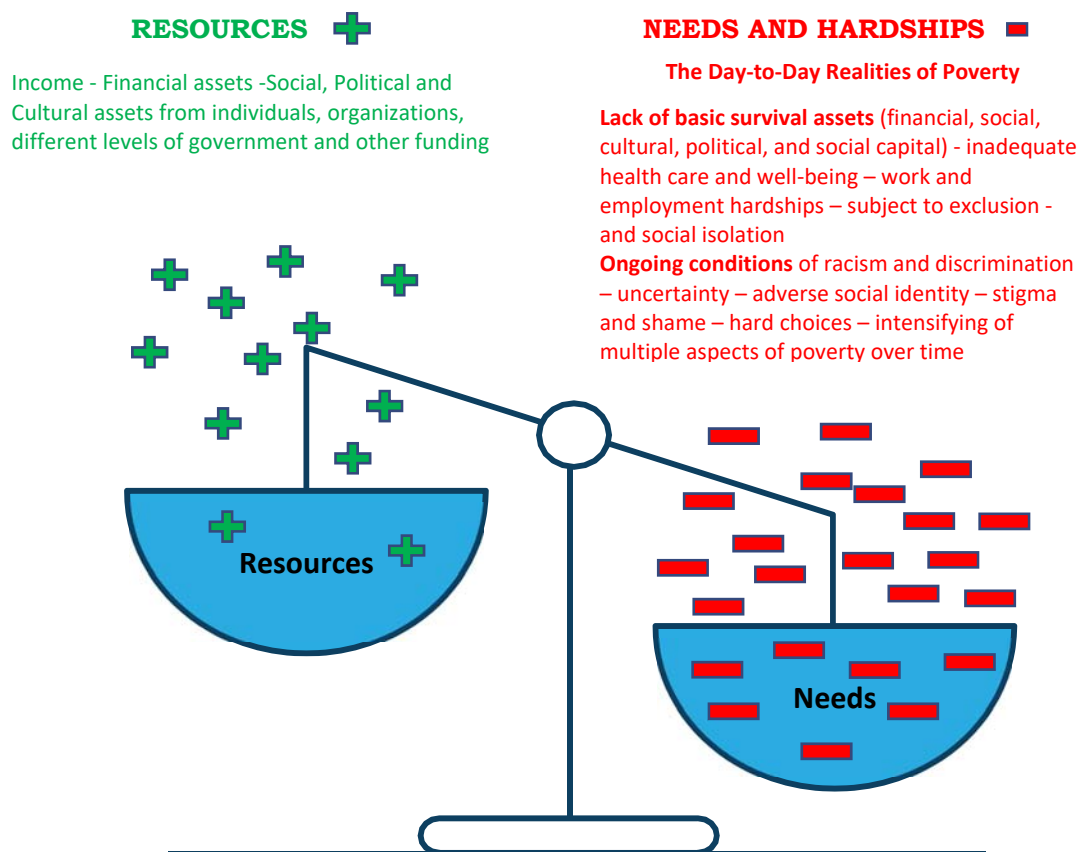 RESOURCES
Income - Financial assets -Social, Political and
Cultural assets from individuals, organizations,
different levels of government and other funding
NEEDS AND HARDSHIPS
The Day-to-Day Realities of Poverty
Lack of basic survival assets (financial, social,
cultural, political, and social capital) - inadequate
health care and well-being – work and
employment hardships – subject to exclusion -
and social isolation
Ongoing conditions of racism and discrimination
– uncertainty – adverse social identity – stigma
and shame – hard choices – intensifying of
multiple aspects of poverty over time
Resources
Needs